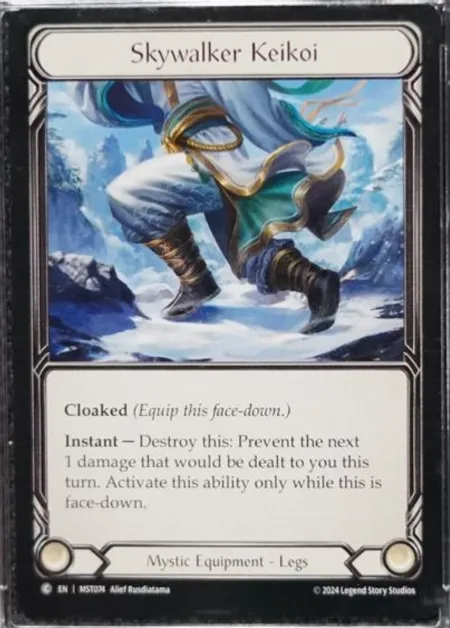 Skywalker Keikoi
Cloaked (Equip this face-down.)
Instant — Destroy this: Prevent the next
1 damage that would be dealt to you this
turn. Activate this ability only while this is
face-down.
Mystic Equipment - Legs
C EN | MST074 Alief Rusdiatama © 2024 Legend Story Studios